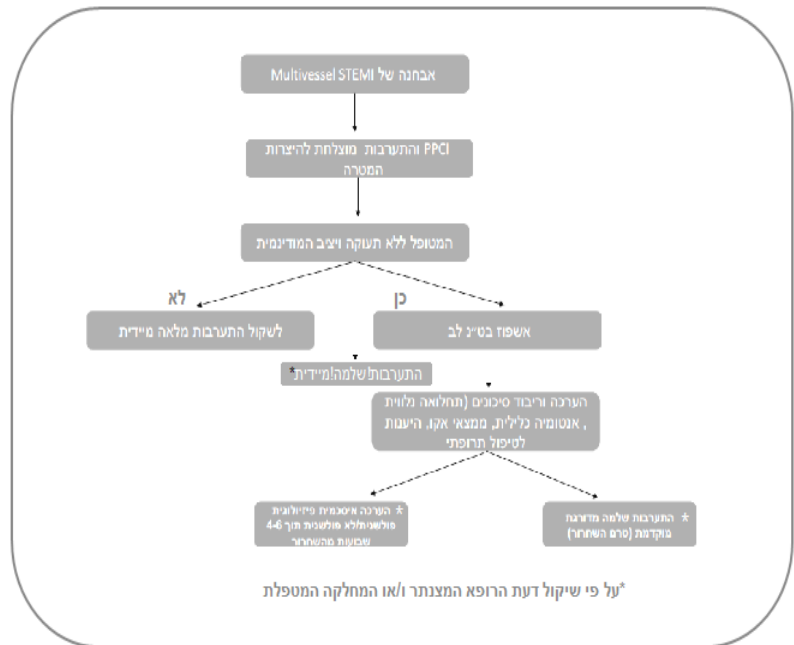 אבחנה של Multivessel STEMI
PPCI והתערבות מוצלחת להיצרות
המטרה
המטופל ללא תעוקה ויציב המודינמית
לא
כן
לשקול התערבות מלאה מיידית
אשפוז בט״נ לב
התערבות!שלמה!מיידית*
הערכה וריבוד סיכונים (תחלואה נלווית
, אנטומיה כלילית, ממצאי אקו, היענות
לטיפול תרופתי
* התערבות שלמה מדורגת
מוקדמת (טרם השחרור)
* הערכה איסכמית פיזיולוגית
פולשנית/לא פולשנית תוך 4-6
שבועות מהשחרור
*על פי שיקול דעת הרופא המצנתר ו/או המחלקה המטפלת